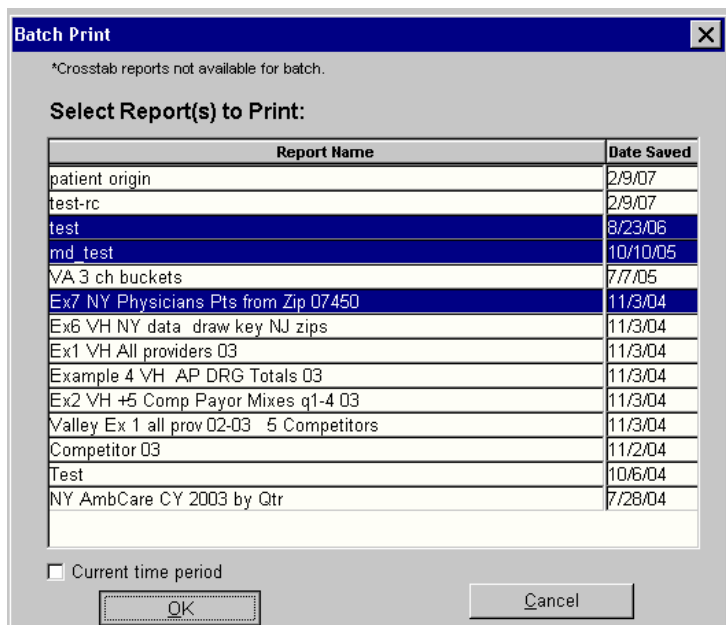 Batch Print
*Crosstab reports not available for batch.
Select Report(s) to Print:
Report Name Date Saved
patient origin 2/9/07
test-rc 2/9/07
test 8/23/06
md_test 10/10/05
VA 3 ch buckets 7/7/05
Ex7 NY Physicians Pts from Zip 07450 11/3/04
Ex6 VH NY data  draw key NJ zips 11/3/04
Ex1 VH All providers 03 11/3/04
Example 4 VH  AP DRG Totals 03 11/3/04
Ex2 VH +5 Comp Payor Mixes q1-4 03 11/3/04
Valley Ex 1 all prov 02-03   5 Competitors 11/3/04
Competitor 03 11/2/04
Test 10/6/04
NY AmbCare CY 2003 by Qtr 7/28/04
Current time period
OK Cancel